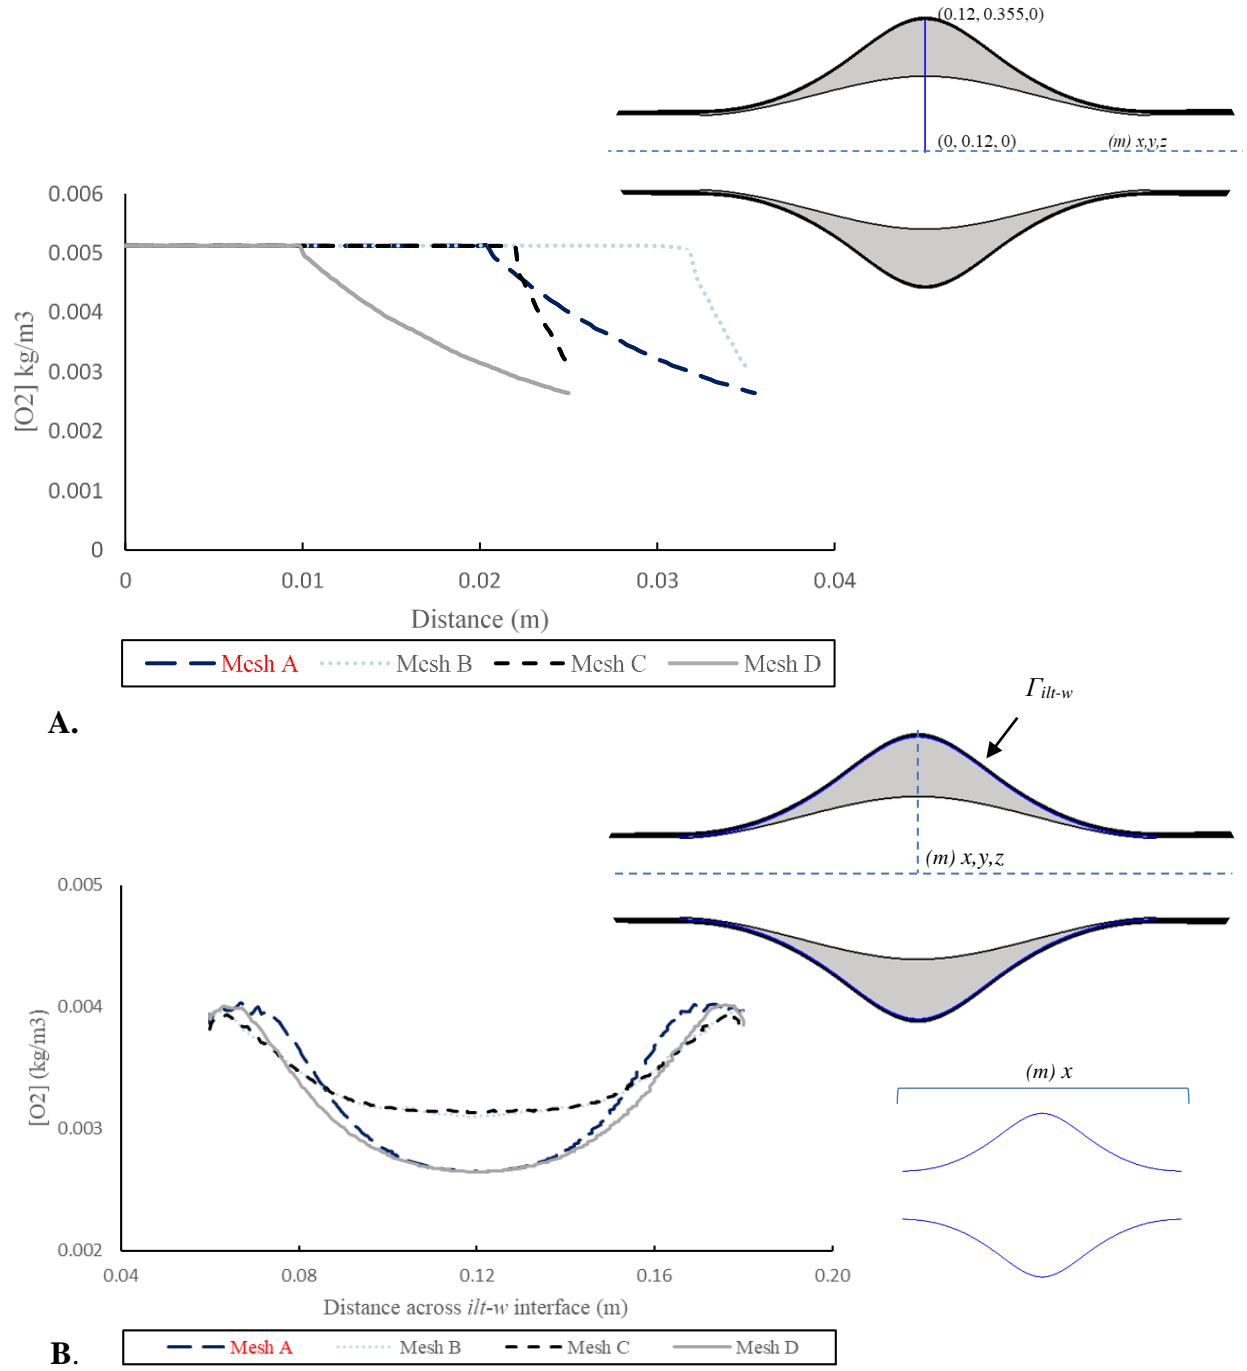 (0.12, 0.355,0)
(0, 0.12, 0)
(m) x,y,z
0.006
0.005
0.004
0.003
0.002
0.001
0
[O2] kg/m3
0 0.01 0.02 0.03 0.04
Distance (m)
Mesh A Mesh B Mesh C Mesh D
A.
Γilt-w
(m) x,y,z
0.005
0.004
0.003
0.002
[O2] (kg/m3)
0.04 0.08 0.12 0.16 0.20
Distance across ilt-w interface (m)
(m) x
Mesh A Mesh B Mesh C Mesh D
B.